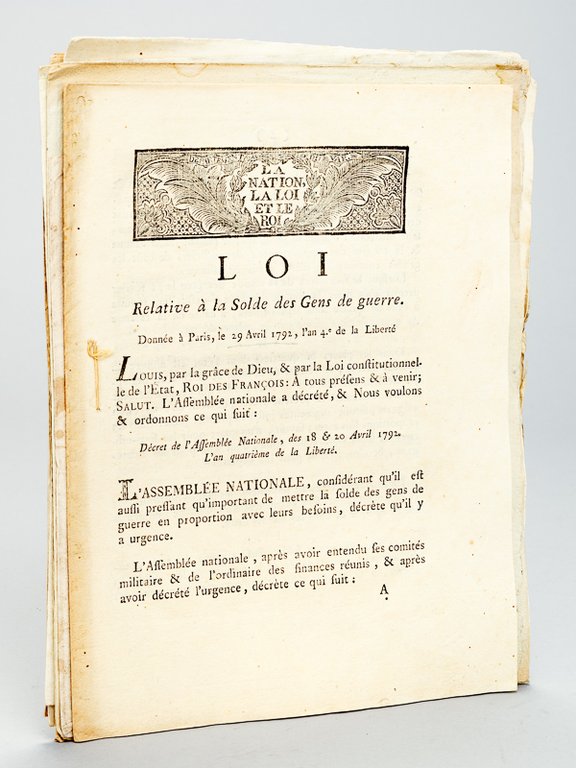 LA
NATION,
LA LOI
ET LE
ROI
LOI
Relative à la Solde des Gens de guerre.
Donnée à Paris, le 29 Avril 1792, l'an 4.e de la Liberté
LOUIS, par la grâce de Dieu, & par la Loi conſtitutionnel-
le de l'État, ROI DES FRANÇOIS: A tous préſens & à venir;
SALUT. L'Aſſemblée nationale a décrété, & Nous voulons
& ordonnons ce qui ſuit:
Décret de l'Aſſemblée Nationale, des 18 & 20 Avril 1792.
L'an quatrième de la Liberté.
L'ASSEMBLÉE NATIONALE, conſidérant qu'il eſt
auſſi preſſant qu'important de mettre la ſolde des gens de
guerre en proportion avec leurs beſoins, décrète qu'il y
a urgence.
L'Aſſemblée nationale, après avoir entendu ſes comités
militaire & de l'ordinaire des finances réunis, & après
avoir décrété l'urgence, décrète ce qui ſuit:
A